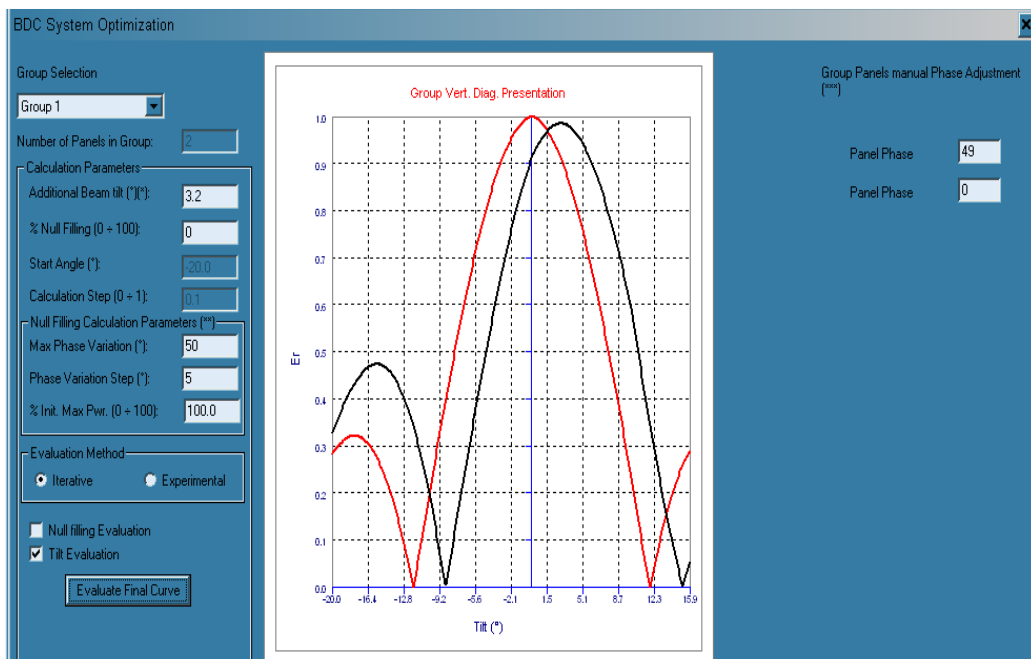 BDC System Optimization
Group Selection
Group 1
Number of Panels in Group: 2
Calculation Parameters
Additional Beam tilt (°)(*): 3.2
% Null Filling (0 ÷ 100): 0
Start Angle (°): -20.0
Calculation Step (0 ÷ 1): 0.1
Null Filling Calculation Parameters (**)
Max Phase Variation (°): 50
Phase Variation Step (°): 5
% Init. Max Pwr. (0 ÷ 100): 100.0
Evaluation Method
Iterative Experimental
Null filling Evaluation
Tilt Evaluation
Evaluate Final Curve
Group Vert. Diag. Presentation
1.0
0.9
0.8
0.7
0.6
0.5
0.4
0.3
0.2
0.1
0.0
Er
-20.0 -16.4 -12.8 -9.2 -5.6 -2.1 1.5 5.1 8.7 12.3 15.9
Tilt (°)
Group Panels manual Phase Adjustment
(***)
Panel Phase 49
Panel Phase 0